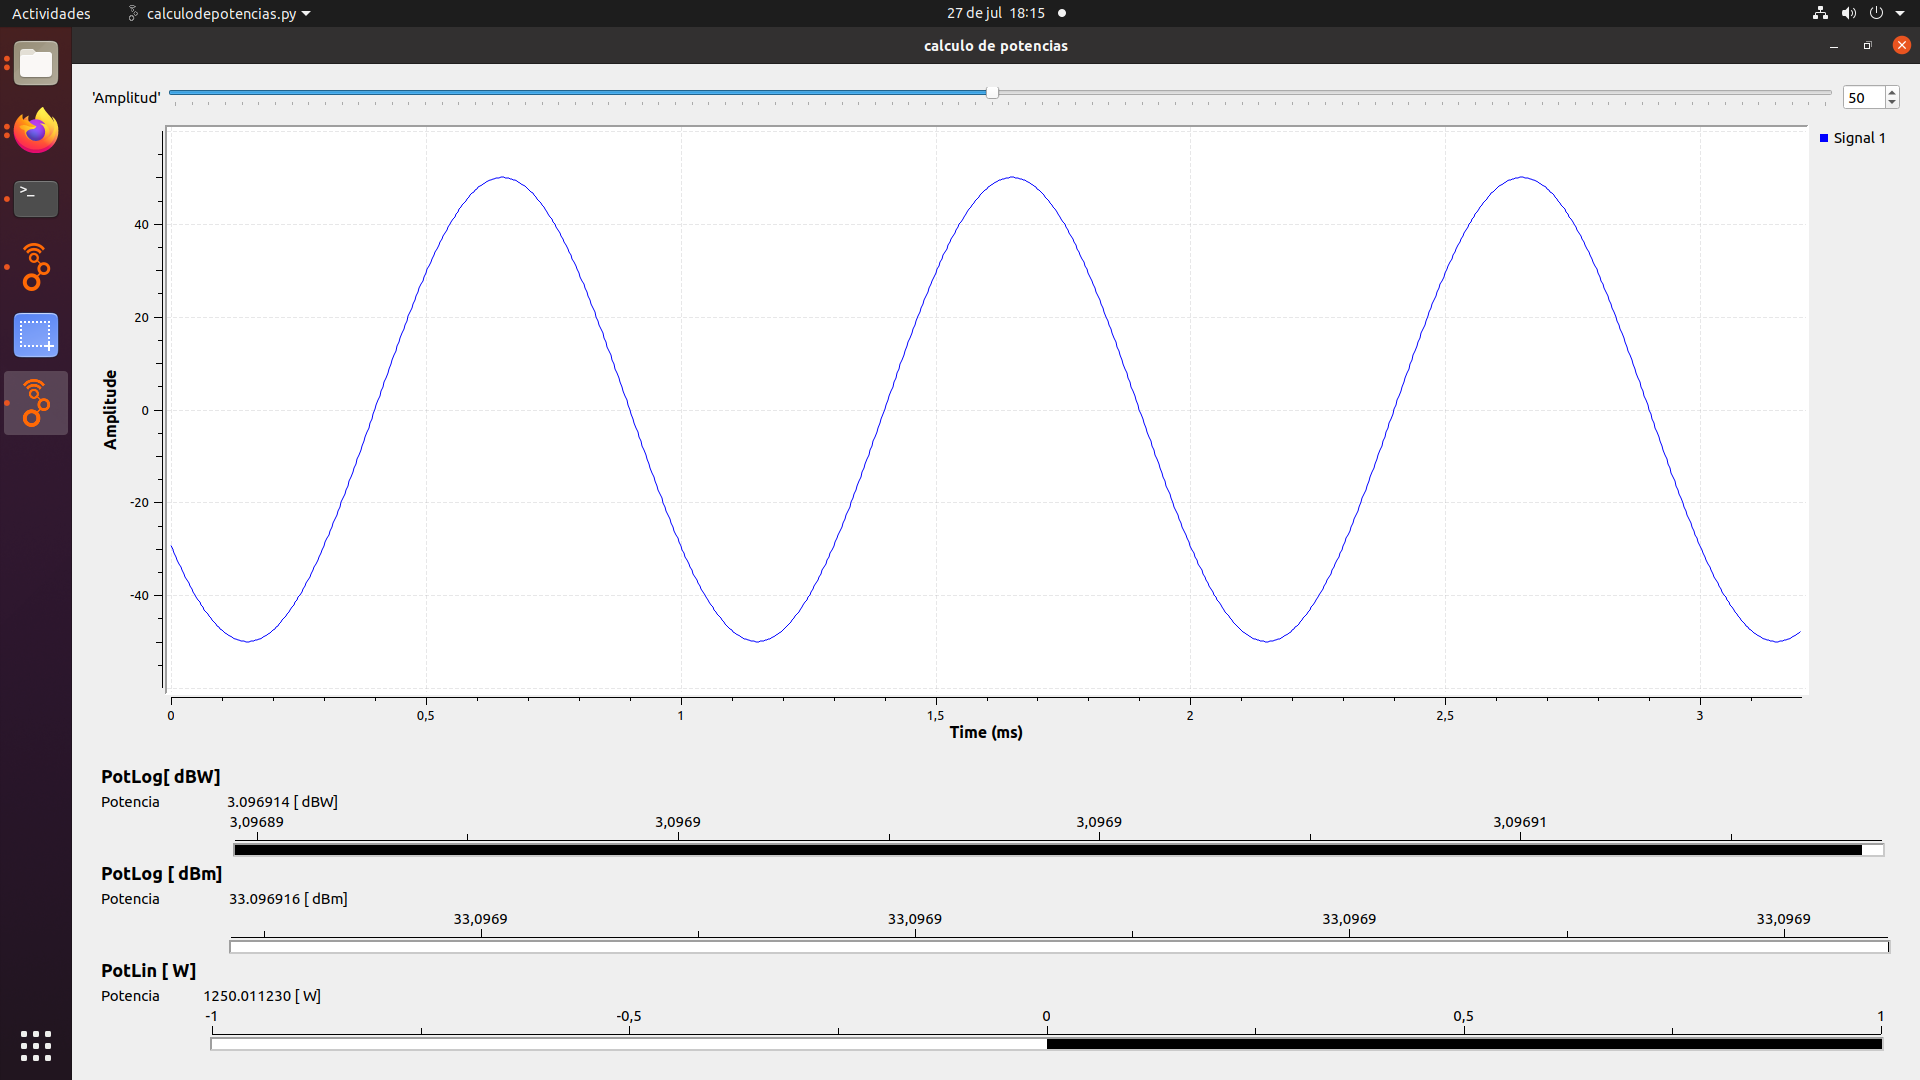 Actividades calculodepotencias.py 27 de jul 18:15
calculo de potencias
'Amplitud' 50
Signal 1
40
20
0
-20
-40
Amplitude
0 0,5 1 1,5 2 2,5 3
Time (ms)
PotLog[ dBW]
Potencia 3.096914 [ dBW]
3,09689 3,0969 3,0969 3,09691
PotLog [ dBm]
Potencia 33.096916 [ dBm]
33,0969 33,0969 33,0969 33,0969
PotLin [ W]
Potencia 1250.011230 [ W]
-1 -0,5 0 0,5 1